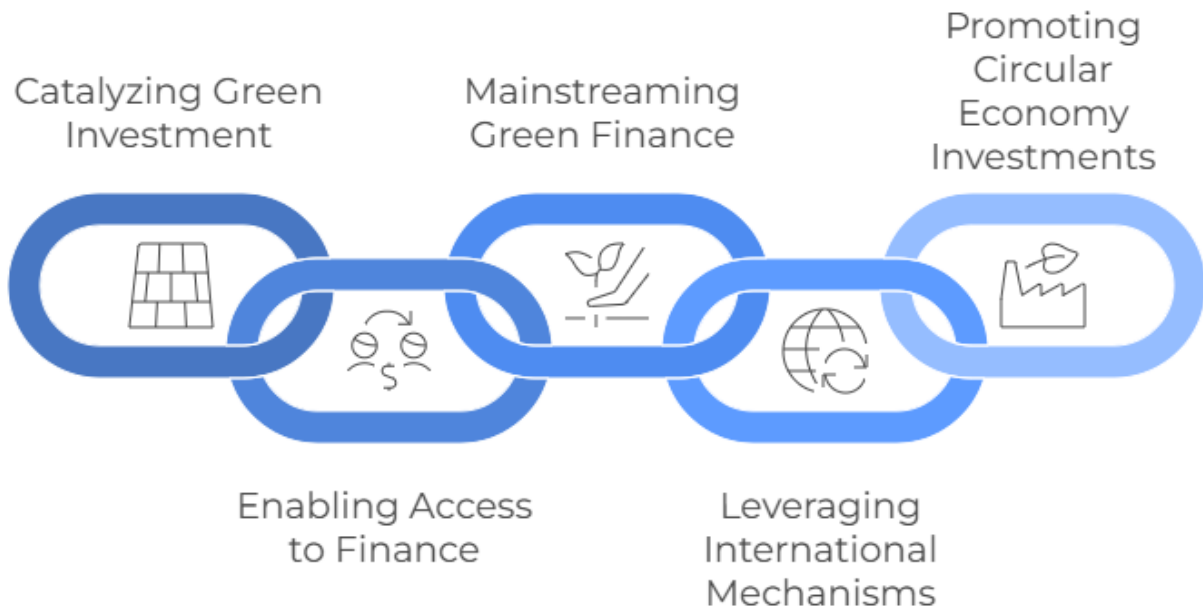 Catalyzing Green
Investment
Enabling Access
to Finance
Mainstreaming
Green Finance
Leveraging
International
Mechanisms
Promoting
Circular
Economy
Investments
$